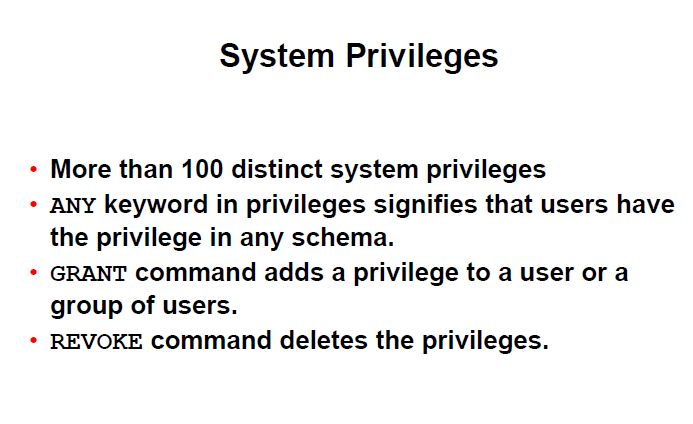 System Privileges
• More than 100 distinct system privileges
• ANY keyword in privileges signifies that users have
the privilege in any schema.
• GRANT command adds a privilege to a user or a
group of users.
• REVOKE command deletes the privileges.